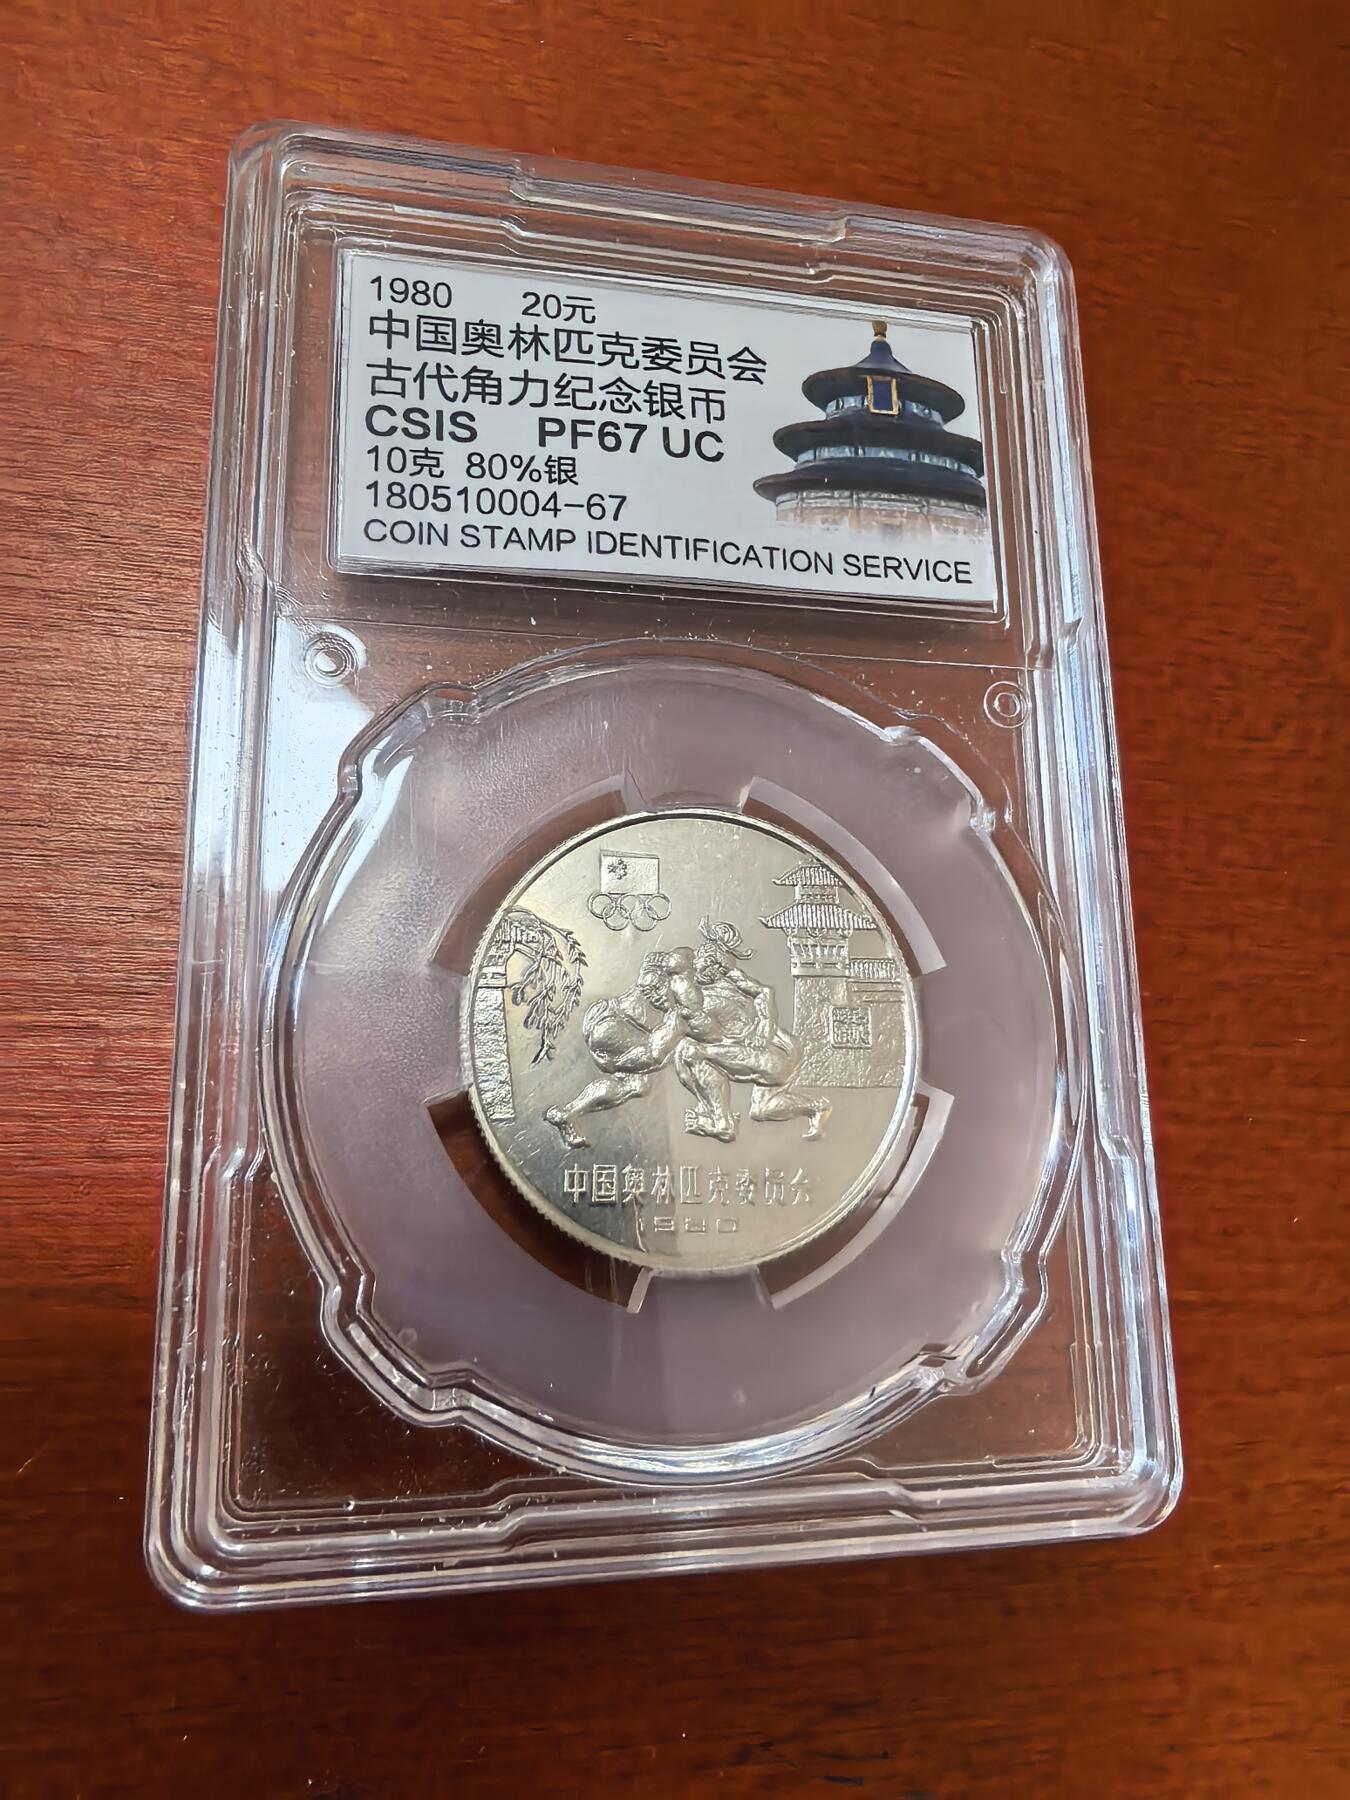 1980 20元
中国奥林匹克委员会
古代角力纪念银币
CSIS PF67 UC
10克 80%银
180510004-67
COIN STAMP IDENTIFICATION SERVICE
中国奥林匹克委员会
1980